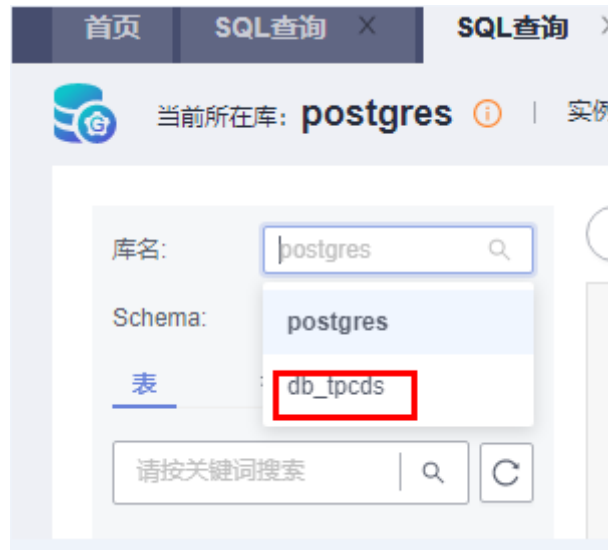 首页 SQL查询 SQL查询
当前所在库: postgres 实例
库名: postgres
Schema: postgres
表 db_tpcds
请按关键词搜索